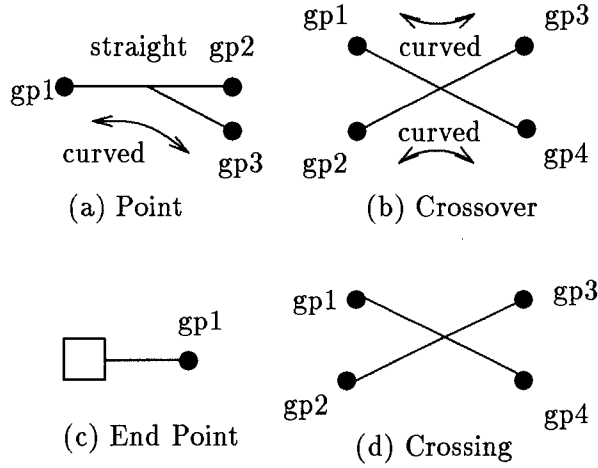 straight gp2
gp1
curved
gp3
(a) Point
gp1 gp3
curved
curved
gp2 gp4
(b) Crossover
gp1
(c) End Point
gp1 gp3
gp2
gp4
(d) Crossing